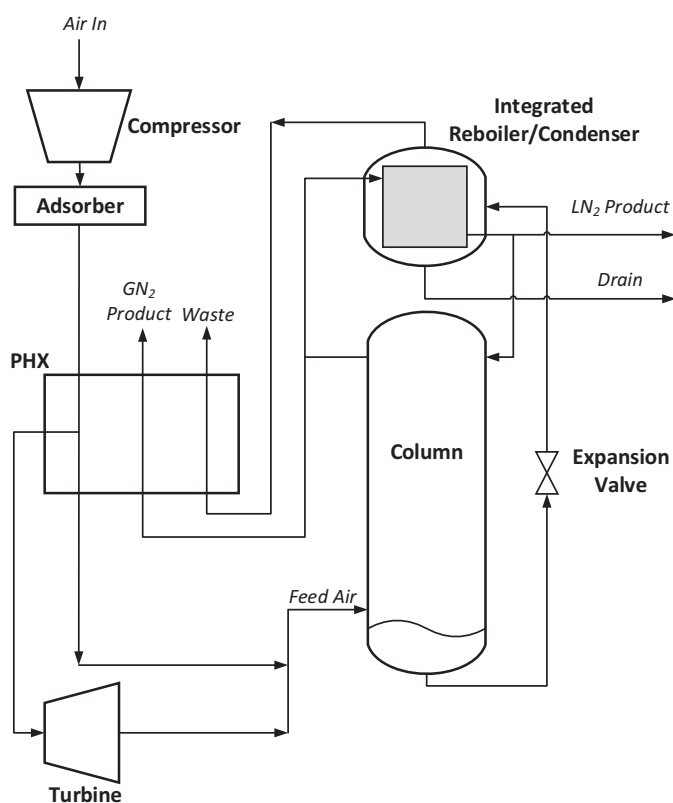 Air In
Compressor
Integrated
Reboiler/Condenser
Adsorber
LN₂ Product
GN₂
Product
Waste
Drain
PHX
Column
Expansion
Valve
Feed Air
Turbine